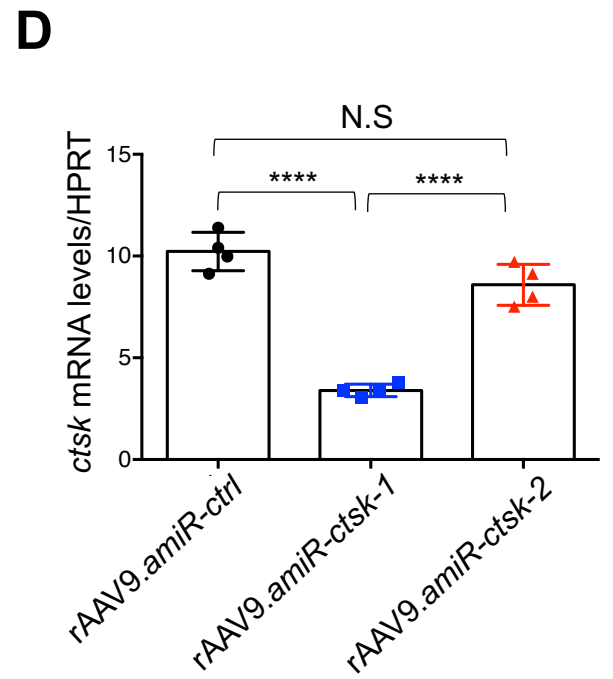 D
N.S
**** ****
ctsk mRNA levels/HPRT
15
10
5
0
rAAV9.amiR-ctrl
rAAV9.amiR-ctsk-1
rAAV9.amiR-ctsk-2